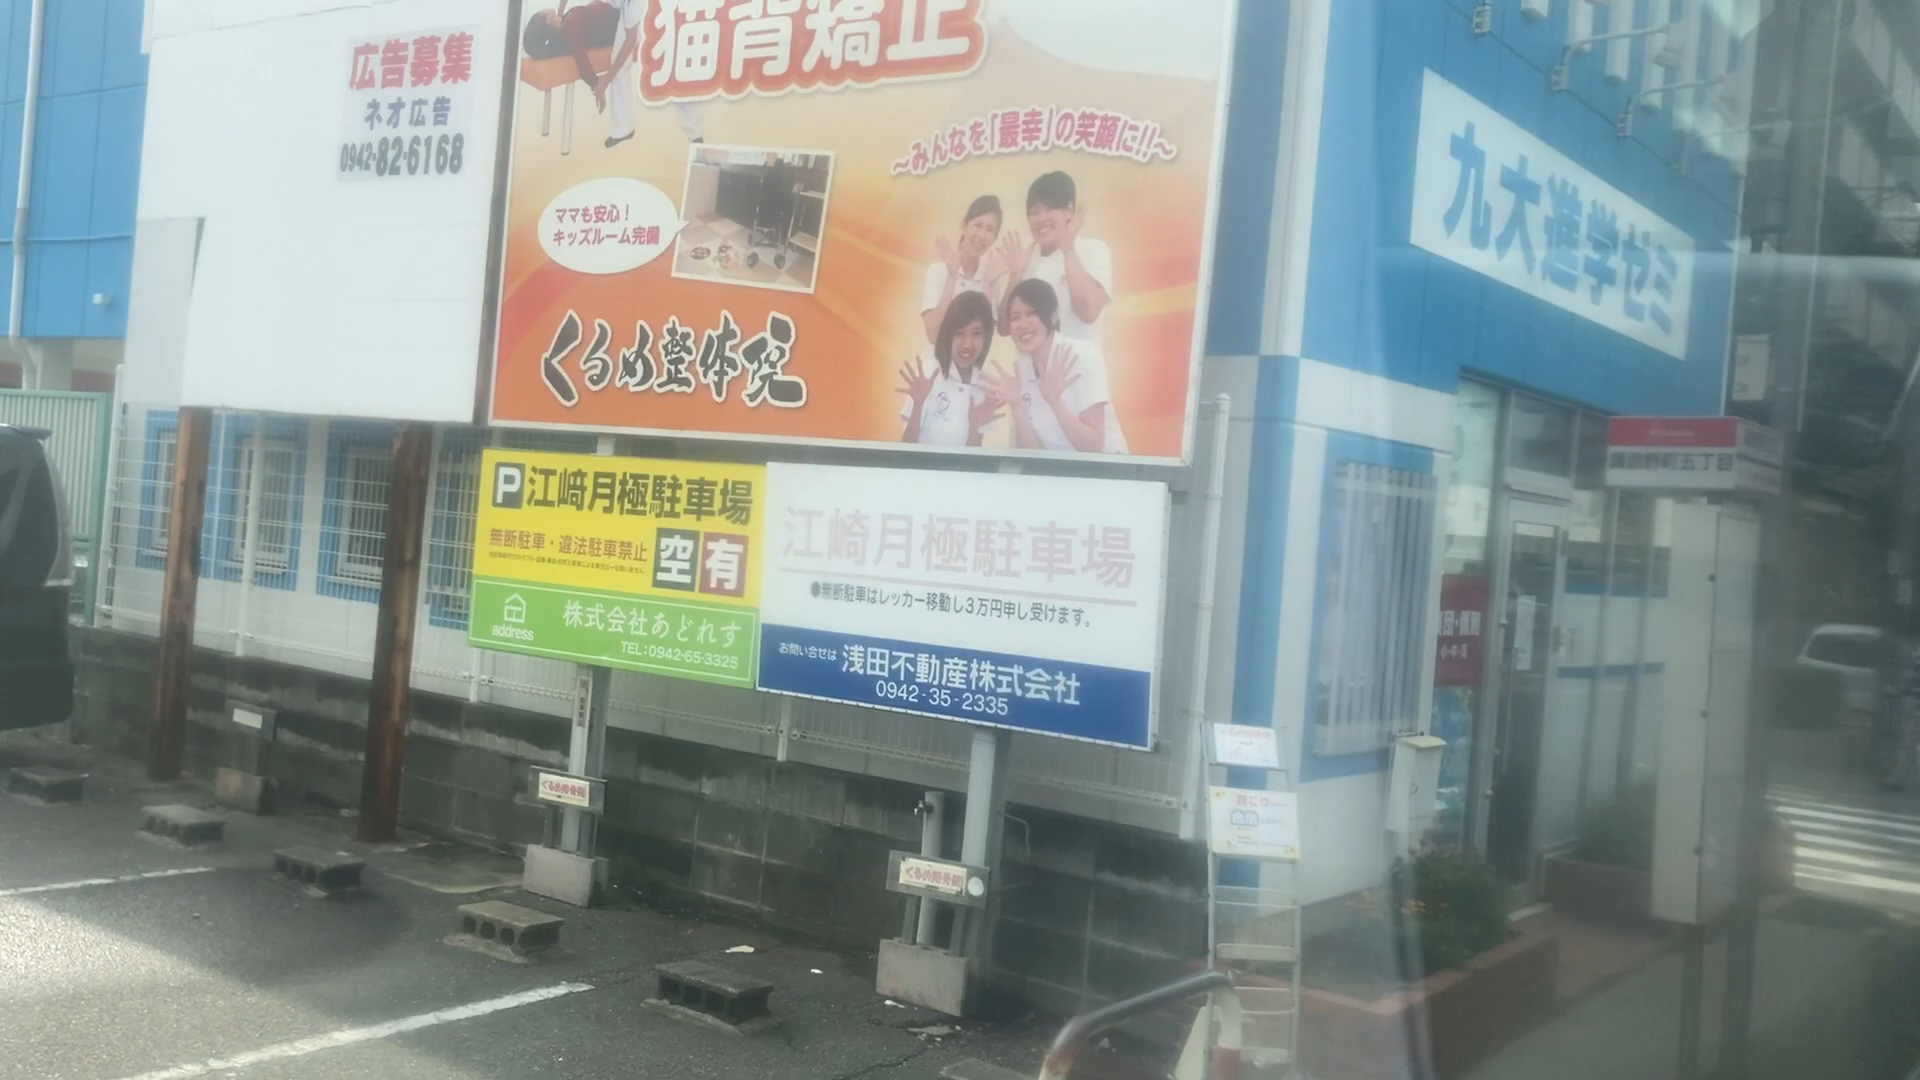 広告募集
ネオ広告
0942-82-6168
猫背矯正
～みんなを「最幸」の笑顔に!!～
ママも安心！
キッズルーム完備
くるめ整体院
九大進学ゼミ
P江﨑月極駐車場
無断駐車・違法駐車禁止
空有
address
株式会社あどれす
TEL:0942-65-3325
江崎月極駐車場
●無断駐車はレッカー移動し3万円申し受けます。
お問い合せは 浅田不動産株式会社
0942-35-2335
くるめ整骨院
くるめ整骨院
肩こり